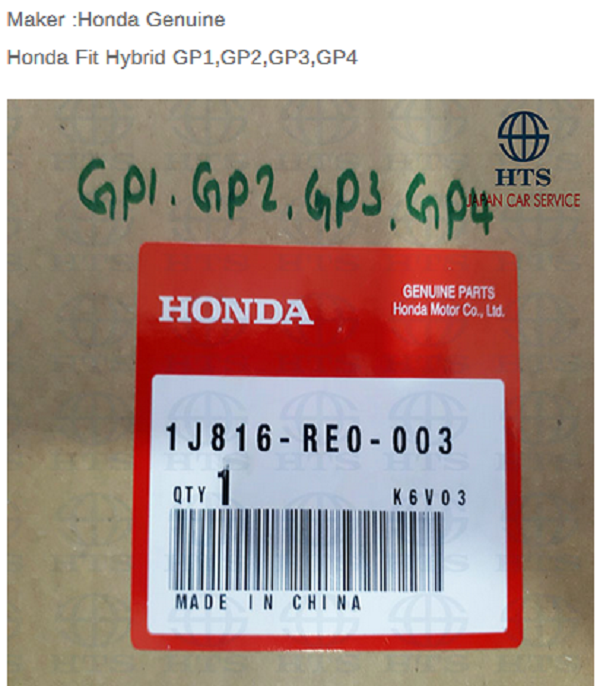 Maker :Honda Genuine
Honda Fit Hybrid GP1,GP2,GP3,GP4
HTS
JAPAN CAR SERVICE
GP1. GP2. GP3. GP4
HONDA
GENUINE PARTS
Honda Motor Co., Ltd.
1J816-RE0-003
QTY 1
K6V03
MADE IN CHINA